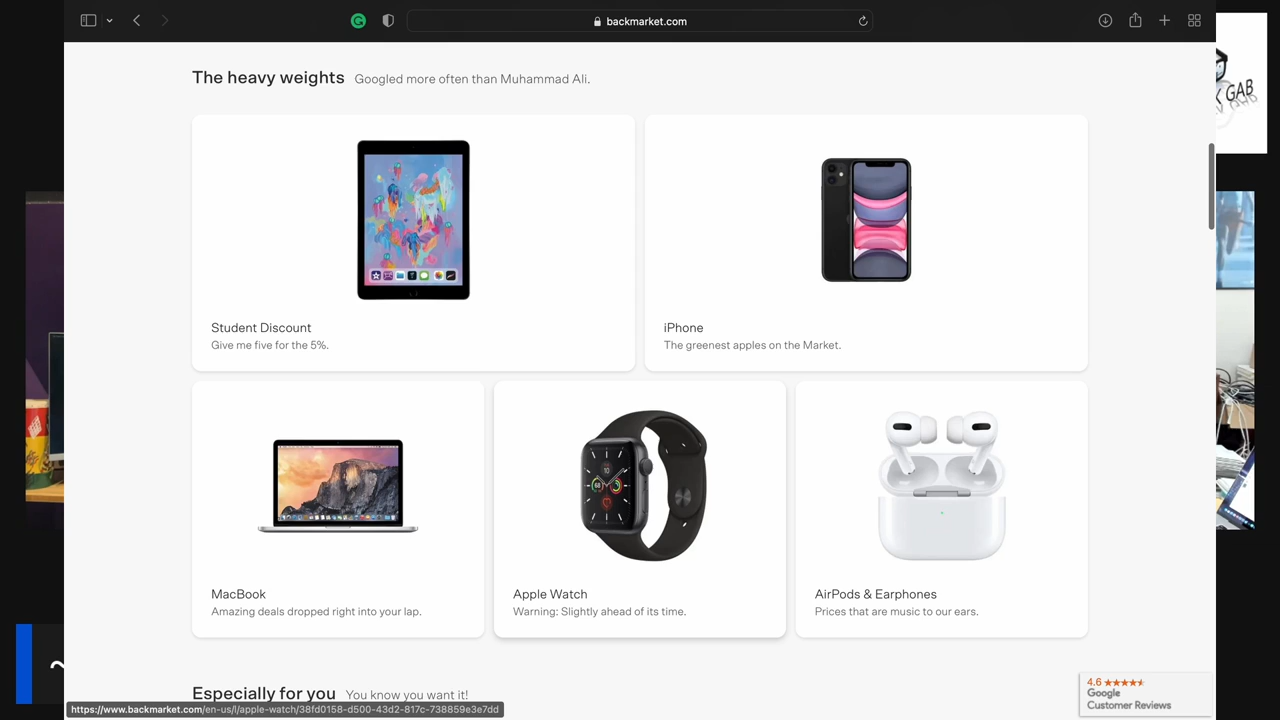 backmarket.com
The heavy weights Googled more often than Muhammad Ali.
Student Discount
Give me five for the 5%.
iPhone
The greenest apples on the Market.
MacBook
Amazing deals dropped right into your lap.
Apple Watch
Warning: Slightly ahead of its time.
AirPods & Earphones
Prices that are music to our ears.
Especially for you You know you want it!
https://www.backmarket.com/en-us/l/apple-watch/38fd0158-d500-43d2-817c-738859e3e7dd
4.6
Google
Customer Reviews
GAB